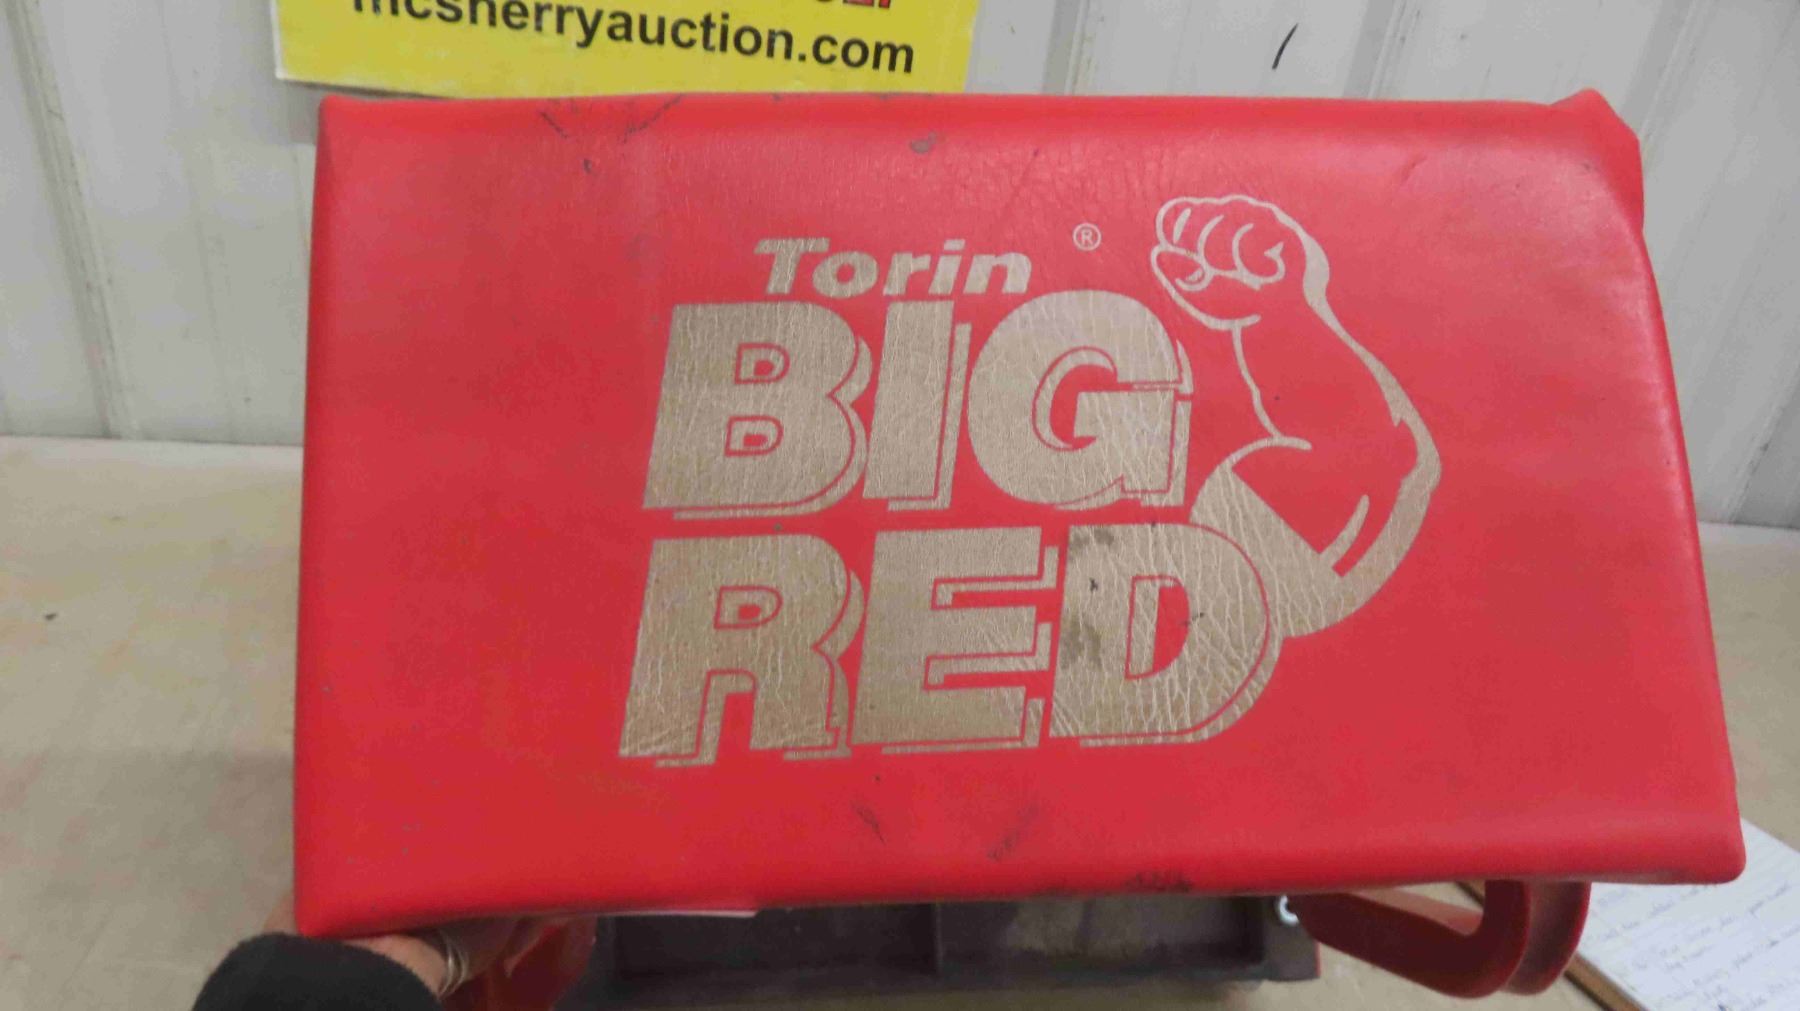 mcsherryauction.com
Torin ®
BIG
RED